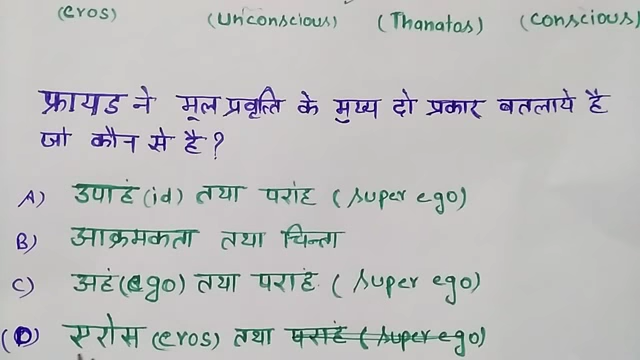 (eros) (unconscious) (Thanatos) (conscious)
फ्रायड ने मूल प्रवृत्ति के मुख्य दो प्रकार बतलाये है
जो कौन से है?
A) उपाहं (id) तथा पराहं (super ego)
B) आक्रमकता तथा चिन्ता
C) अहं (ego) तथा पराहं (super ego)
(D) एरोस (eros) तथा पराहं (super ego)